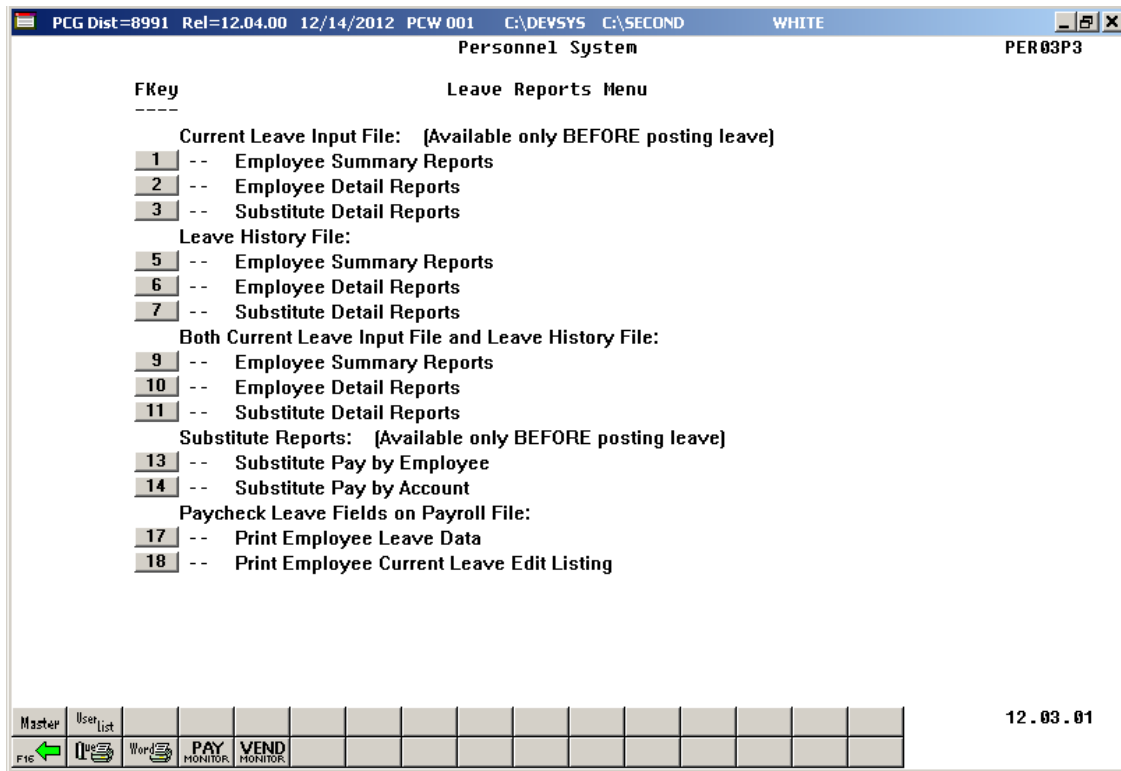 PCG Dist=8991 Rel=12.04.00 12/14/2012 PCW 001 C:\DEVSYS C:\SECOND WHITE
Personnel System PER03P3
FKey Leave Reports Menu
----
Current Leave Input File: (Available only BEFORE posting leave)
1 -- Employee Summary Reports
2 -- Employee Detail Reports
3 -- Substitute Detail Reports
Leave History File:
5 -- Employee Summary Reports
6 -- Employee Detail Reports
7 -- Substitute Detail Reports
Both Current Leave Input File and Leave History File:
9 -- Employee Summary Reports
10 -- Employee Detail Reports
11 -- Substitute Detail Reports
Substitute Reports: (Available only BEFORE posting leave)
13 -- Substitute Pay by Employee
14 -- Substitute Pay by Account
Paycheck Leave Fields on Payroll File:
17 -- Print Employee Leave Data
18 -- Print Employee Current Leave Edit Listing
Master User List 12.03.01
F16 Que Word PAY MONITOR VEND MONITOR